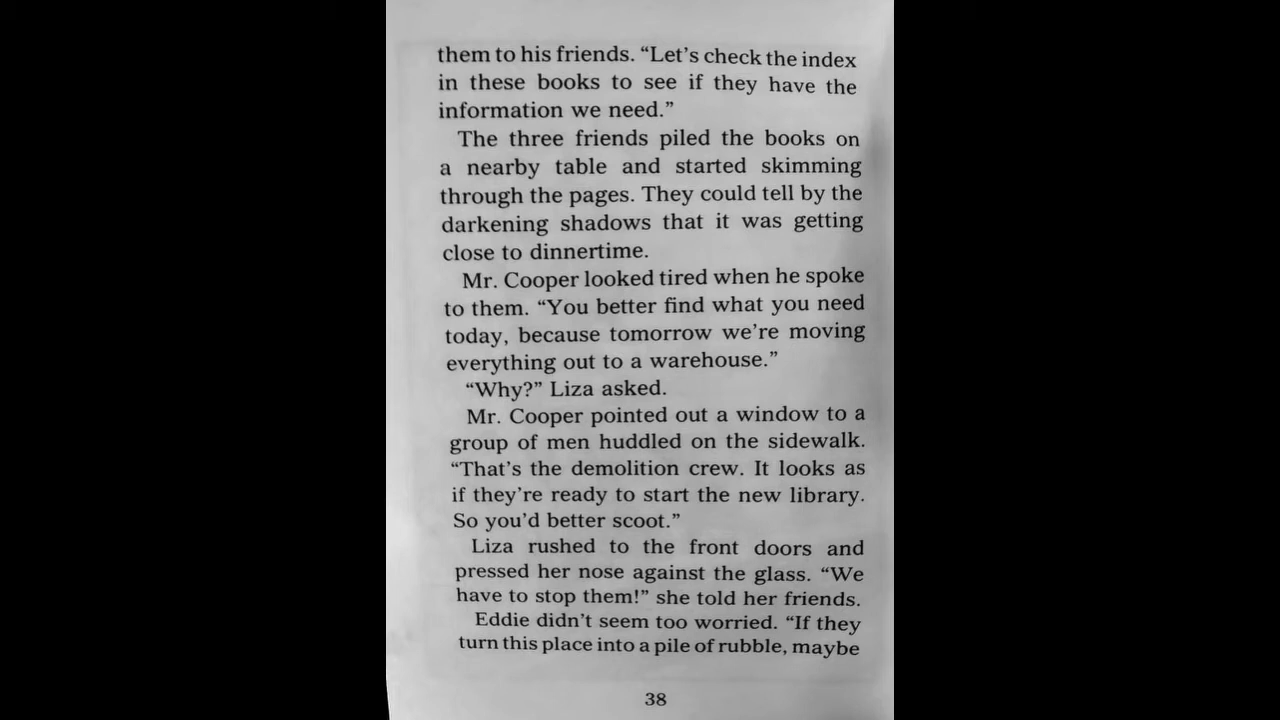 them to his friends. “Let’s check the index
in these books to see if they have the
information we need.”
The three friends piled the books on
a nearby table and started skimming
through the pages. They could tell by the
darkening shadows that it was getting
close to dinnertime.
Mr. Cooper looked tired when he spoke
to them. “You better find what you need
today, because tomorrow we’re moving
everything out to a warehouse.”
“Why?” Liza asked.
Mr. Cooper pointed out a window to a
group of men huddled on the sidewalk.
“That’s the demolition crew. It looks as
if they’re ready to start the new library.
So you’d better scoot.”
Liza rushed to the front doors and
pressed her nose against the glass. “We
have to stop them!” she told her friends.
Eddie didn’t seem too worried. “If they
turn this place into a pile of rubble, maybe
38